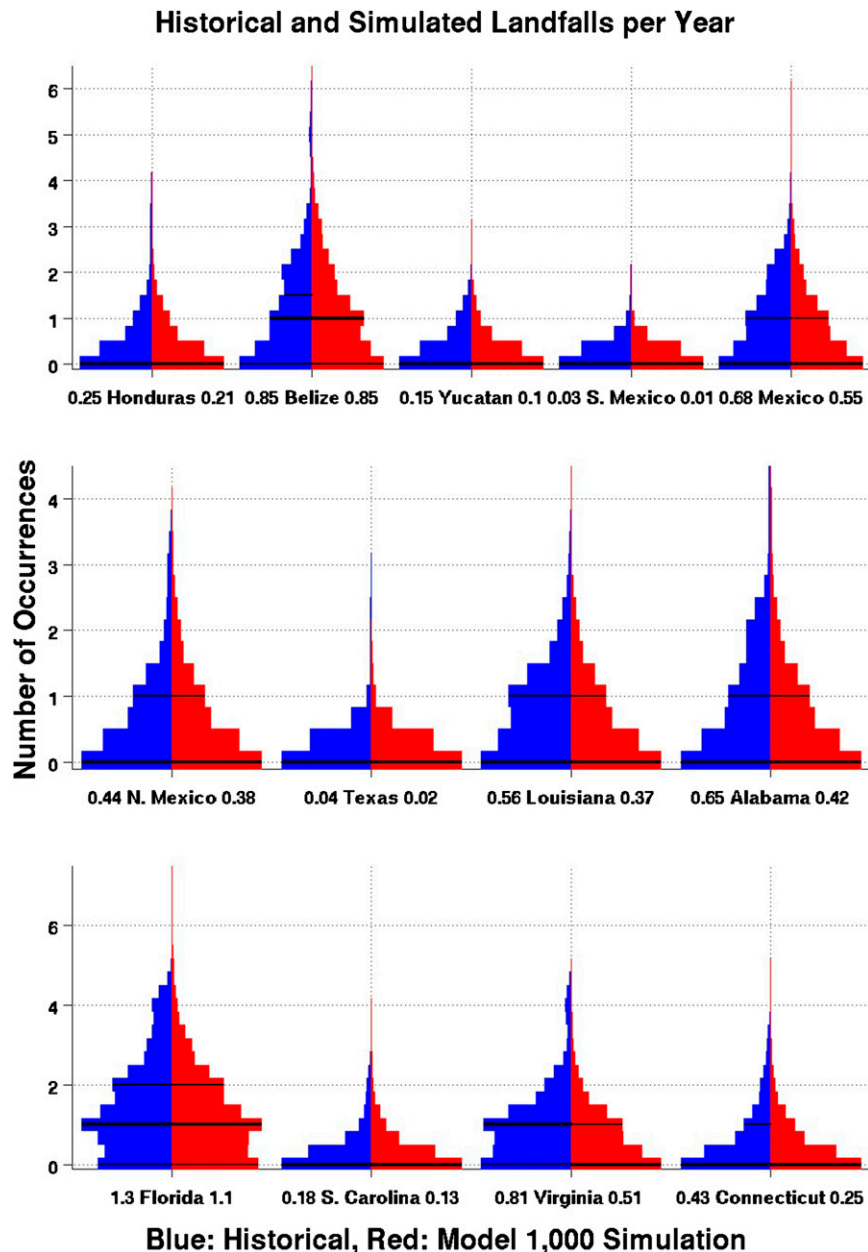 Historical and Simulated Landfalls per Year
6
5
4
3
2
1
0
0.25 Honduras 0.21 0.85 Belize 0.85 0.15 Yucatan 0.1 0.03 S. Mexico 0.01 0.68 Mexico 0.55
Number of Occurrences
4
3
2
1
0
0.44 N. Mexico 0.38 0.04 Texas 0.02 0.56 Louisiana 0.37 0.65 Alabama 0.42
6
4
2
0
1.3 Florida 1.1 0.18 S. Carolina 0.13 0.81 Virginia 0.51 0.43 Connecticut 0.25
Blue: Historical, Red: Model 1,000 Simulation